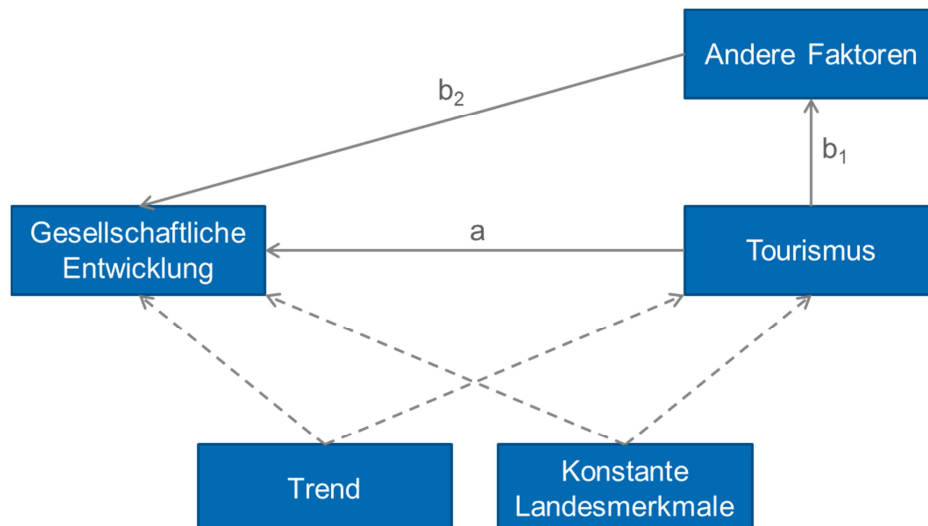 Andere Faktoren
b₂
b₁
Gesellschaftliche
Entwicklung
a
Tourismus
Trend
Konstante
Landesmerkmale